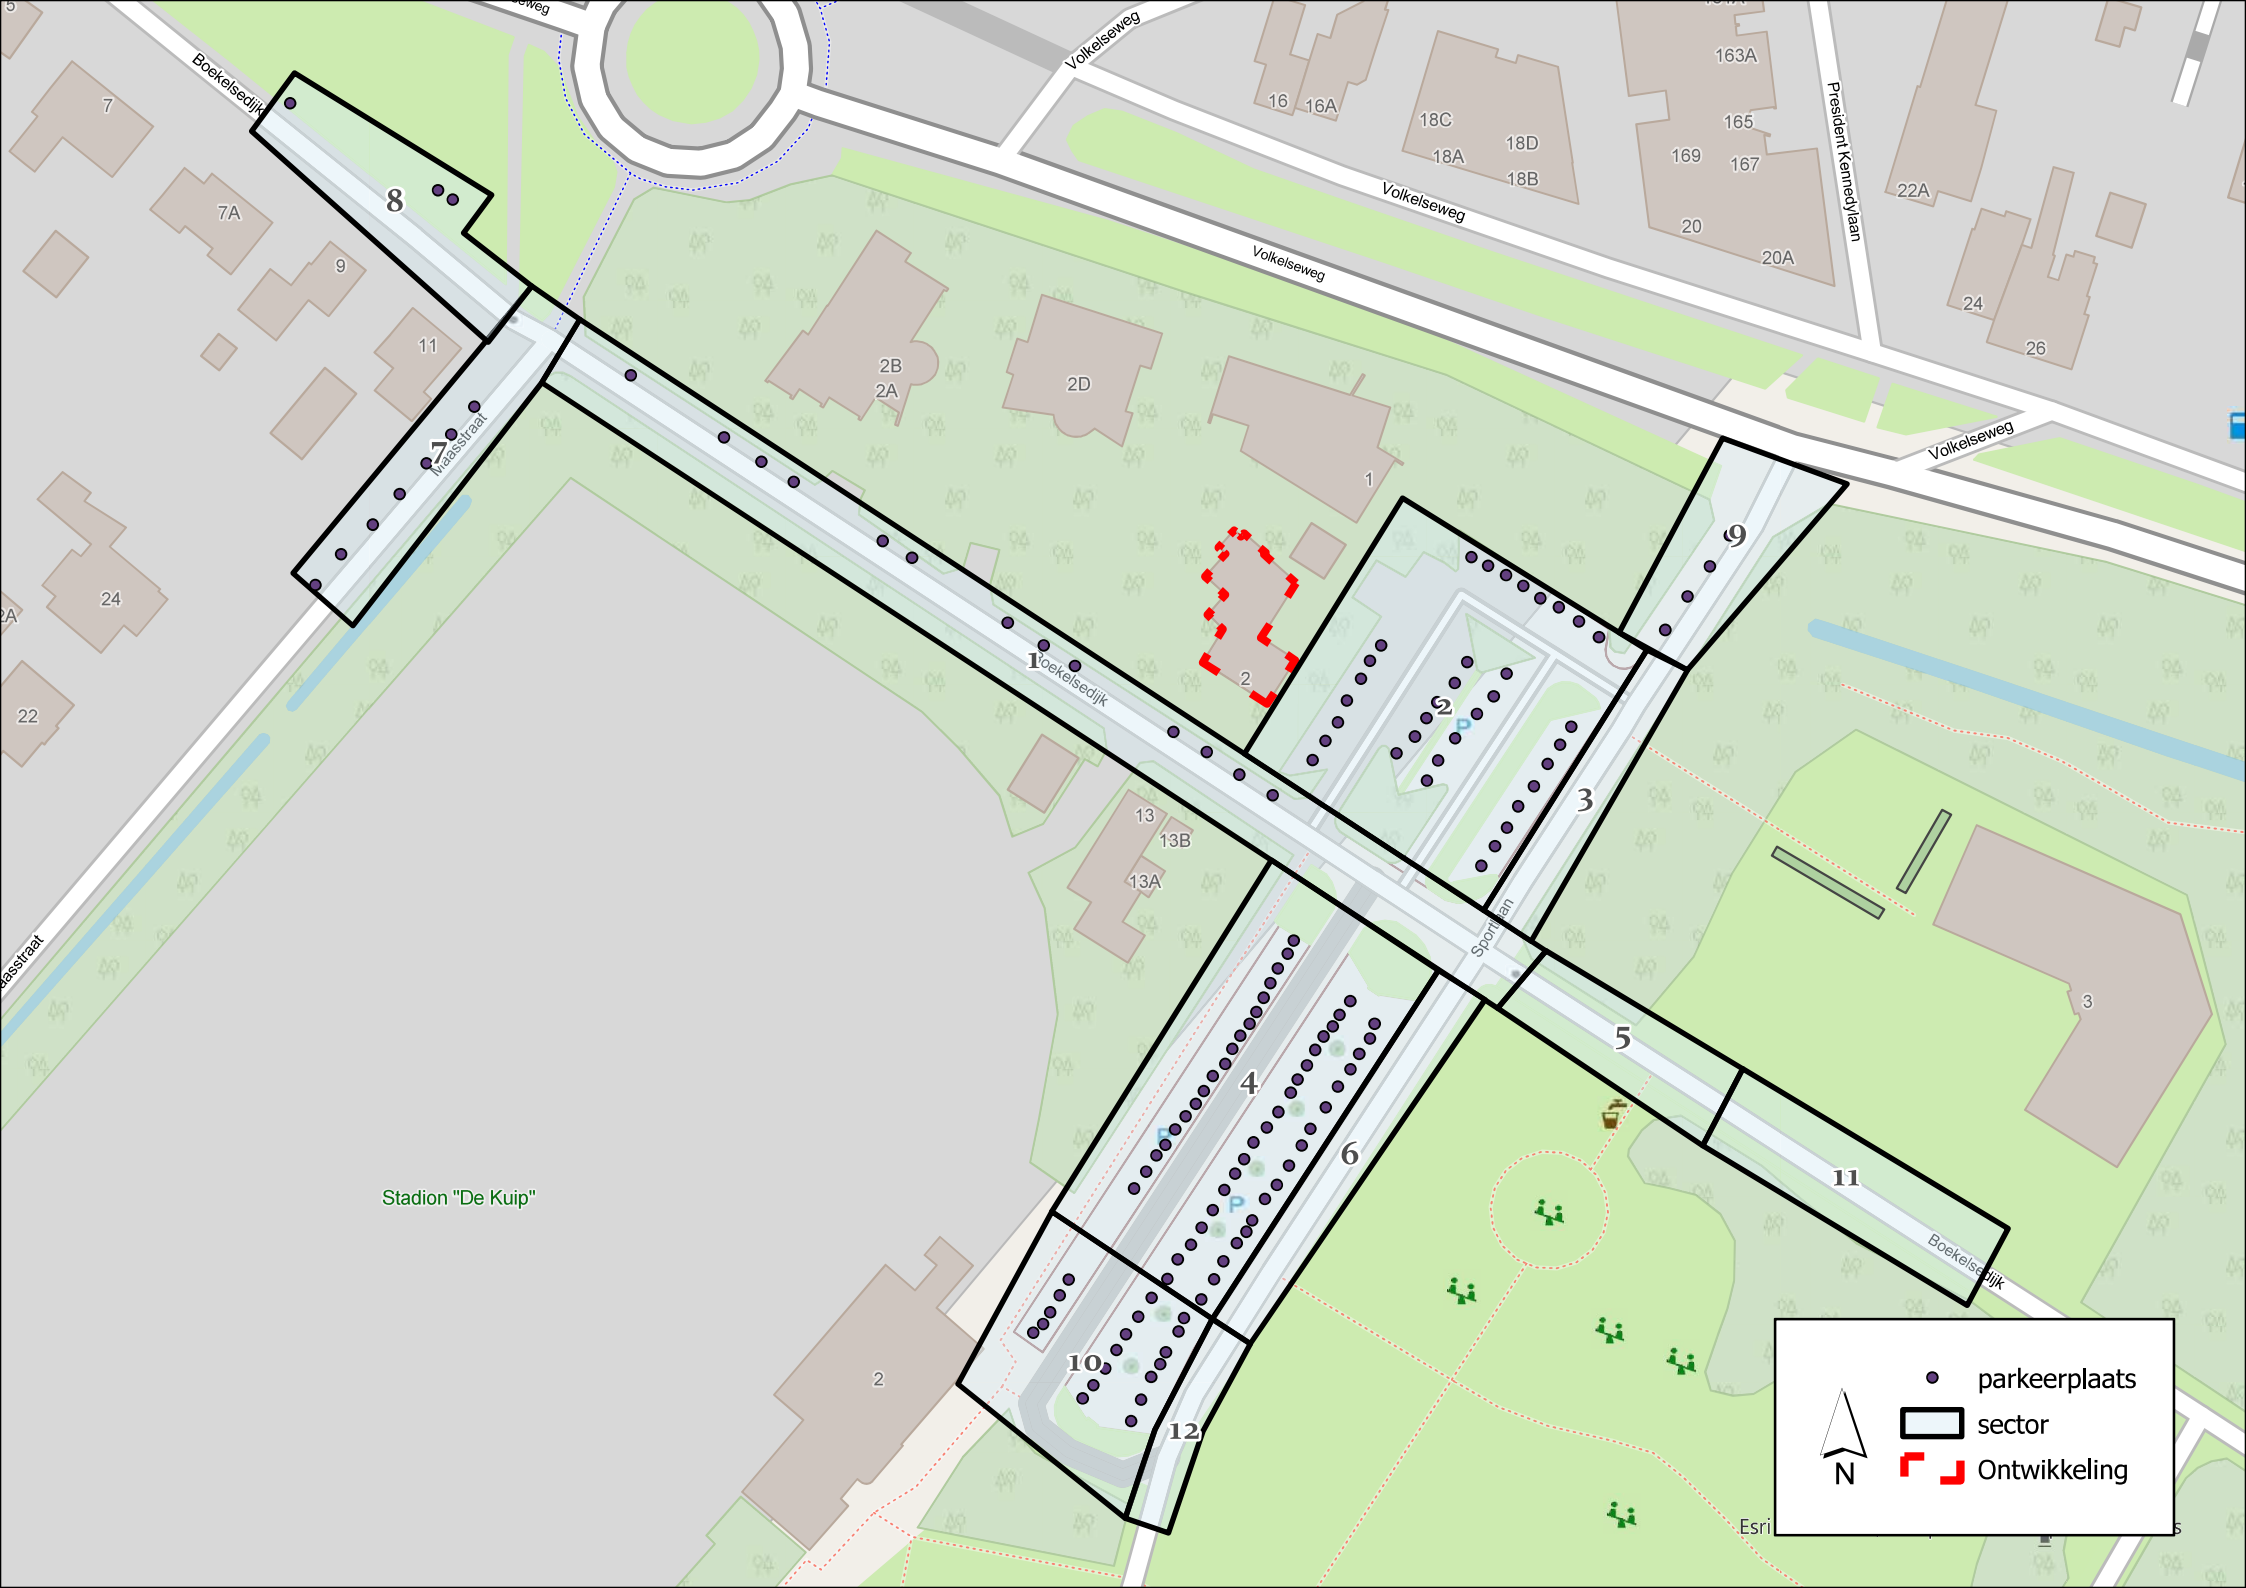 5
Boekelsedijk
7
8
7A
9
11
Maasstraat
7
24
22
Volkelseweg
Volkelseweg
Volkelseweg
Volkelseweg
Volkelseweg
President Kennedylaan
16
16A
18C
18D
18A
18B
163A
165
169
167
20
20A
22A
24
26
2B
2A
2D
1
2
1
Boekelsedijk
2
P
9
3
Sportlaan
13
13B
13A
4
P
P
5
6
3
11
Boekelsedijk
10
12
2
Stadion "De Kuip"
parkeerplaats
sector
Ontwikkeling
N
Esri